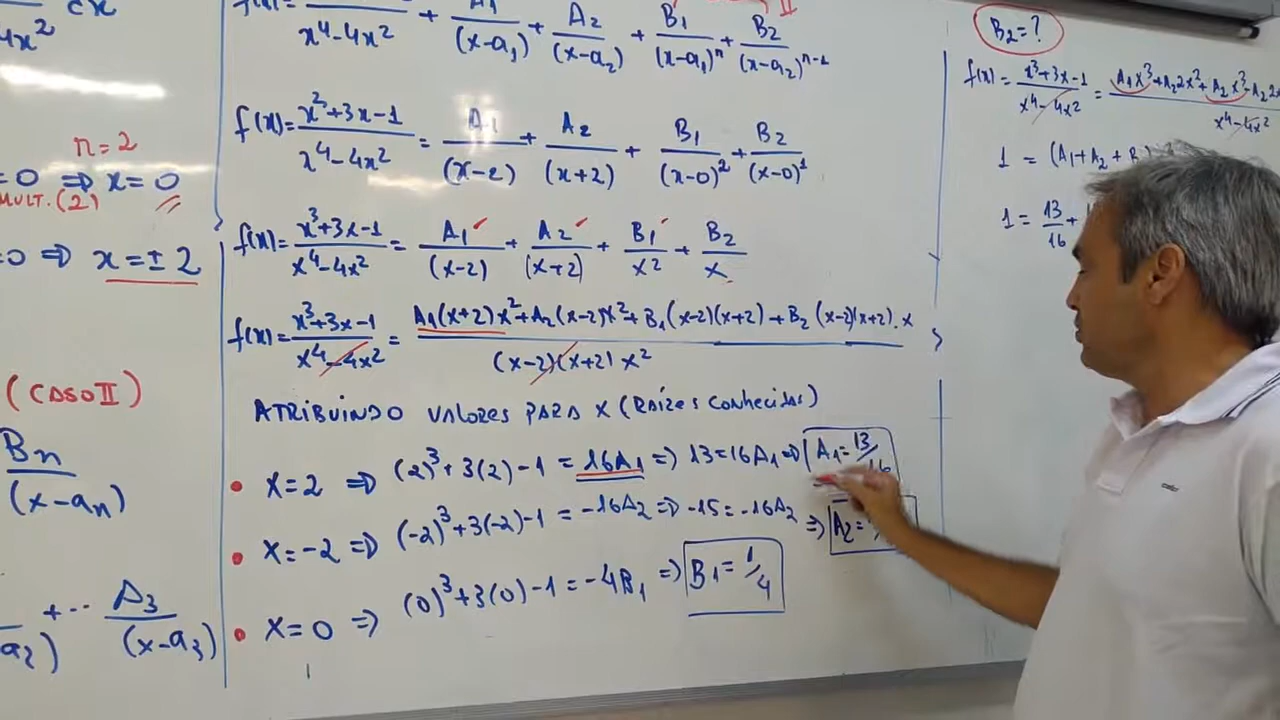 4x²
dx
n=2
=0 ⇒ x=0
MULT.(2)
=0 ⇒ x=±2
(CASO II)
Bn/(x-an)
+··· A3/(x-a3)
f(x)= /(x⁴-4x²) + A1/(x-a1) + A2/(x-a2) + B1/(x-a1)ⁿ + B2/(x-a2)ⁿ⁻¹
II
f(x)= (x²+3x-1)/(x⁴-4x²) = A1/(x-2) + A2/(x+2) + B1/(x-0)² + B2/(x-0)¹
f(x)= (x³+3x-1)/(x⁴-4x²) = A1/(x-2) + A2/(x+2) + B1/x² + B2/x
f(x)= (x³+3x-1)/(x⁴-4x²) = (A1(x+2)x²+A2(x-2)x²+B1(x-2)(x+2)+B2(x-2)(x+2).x)/((x-2)(x+2)x²)
ATRIBUINDO VALORES PARA X (RAÍZES CONHECIDAS)
• x=2 ⇒ (2)³+3(2)-1 = 16A1 ⇒ 13=16A1 ⇒ A1=13/16
• x=-2 ⇒ (-2)³+3(-2)-1 = -16A2 ⇒ -15=-16A2 ⇒ A2=
• x=0 ⇒ (0)³+3(0)-1 = -4B1 ⇒ B1=1/4
B2=?
f(x)= (x³+3x-1)/(x⁴-4x²) = (A1x³+A22x²+A2x³-A22x)/(x⁴-4x²)
1 = (A1+A2+B
1 = 13/16 +